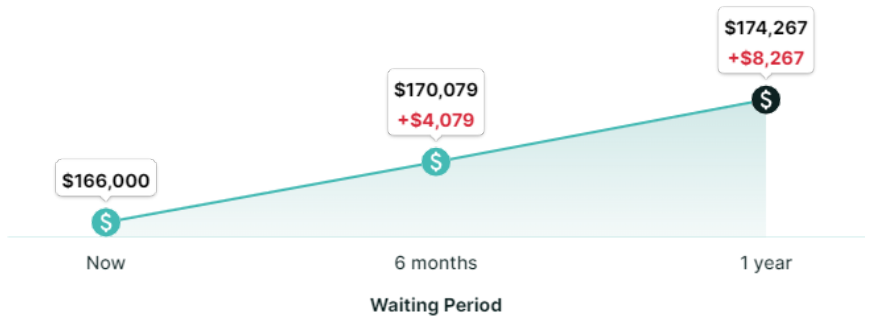 $174,267
+$8,267
$170,079
+$4,079
$166,000
$
$
$
Now
6 months
1 year
Waiting Period